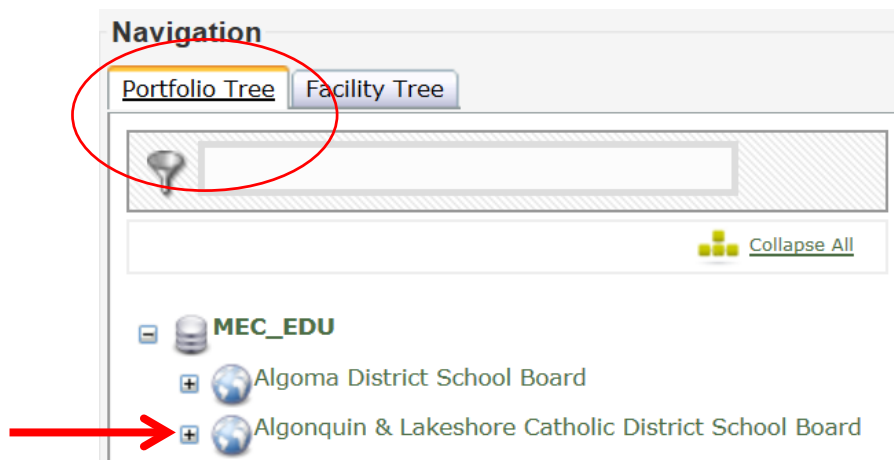 Navigation
Portfolio Tree Facility Tree
Collapse All
MEC_EDU
Algoma District School Board
Algonquin & Lakeshore Catholic District School Board